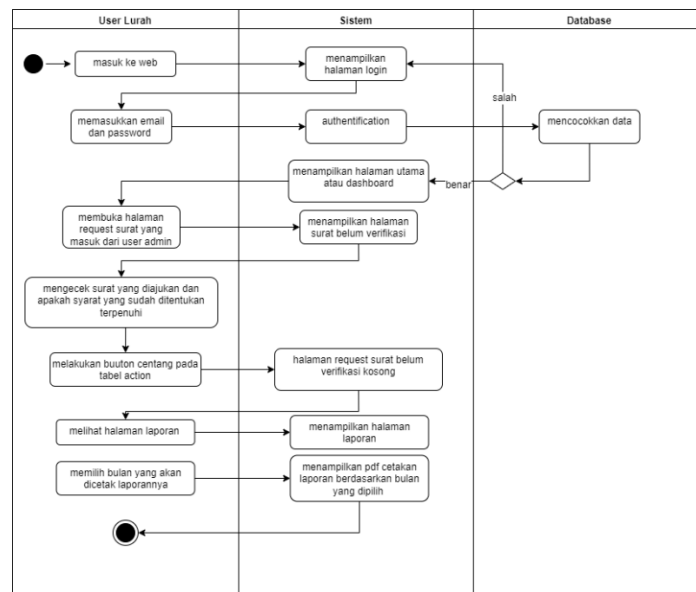 User Lurah
Sistem
Database
masuk ke web
menampilkan
halaman login
salah
memasukkan email
dan password
authentification
mencocokkan data
menampilkan halaman utama
atau dashboard
benar
membuka halaman
request surat yang
masuk dari user admin
menampilkan halaman
surat belum verifikasi
mengecek surat yang diajukan dan
apakah syarat yang sudah ditentukan
terpenuhi
melakukan buuton centang pada
tabel action
halaman request surat belum
verifikasi kosong
melihat halaman laporan
menampilkan halaman
laporan
memilih bulan yang akan
dicetak laporannya
menampilkan pdf cetakan
laporan berdasarkan bulan
yang dipilih